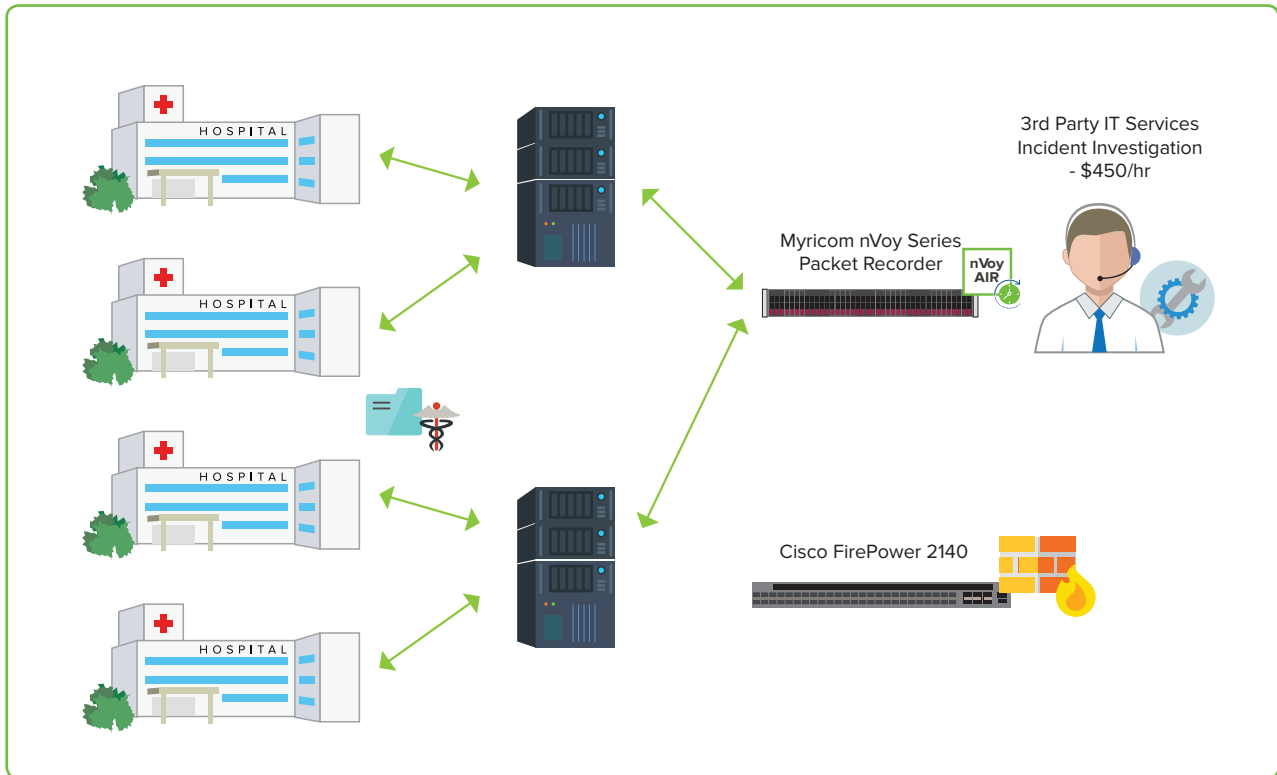 HOSPITAL
HOSPITAL
HOSPITAL
HOSPITAL
Myricom nVoy Series
Packet Recorder
nVoy
AIR
3rd Party IT Services
Incident Investigation
- $450/hr
Cisco FirePower 2140